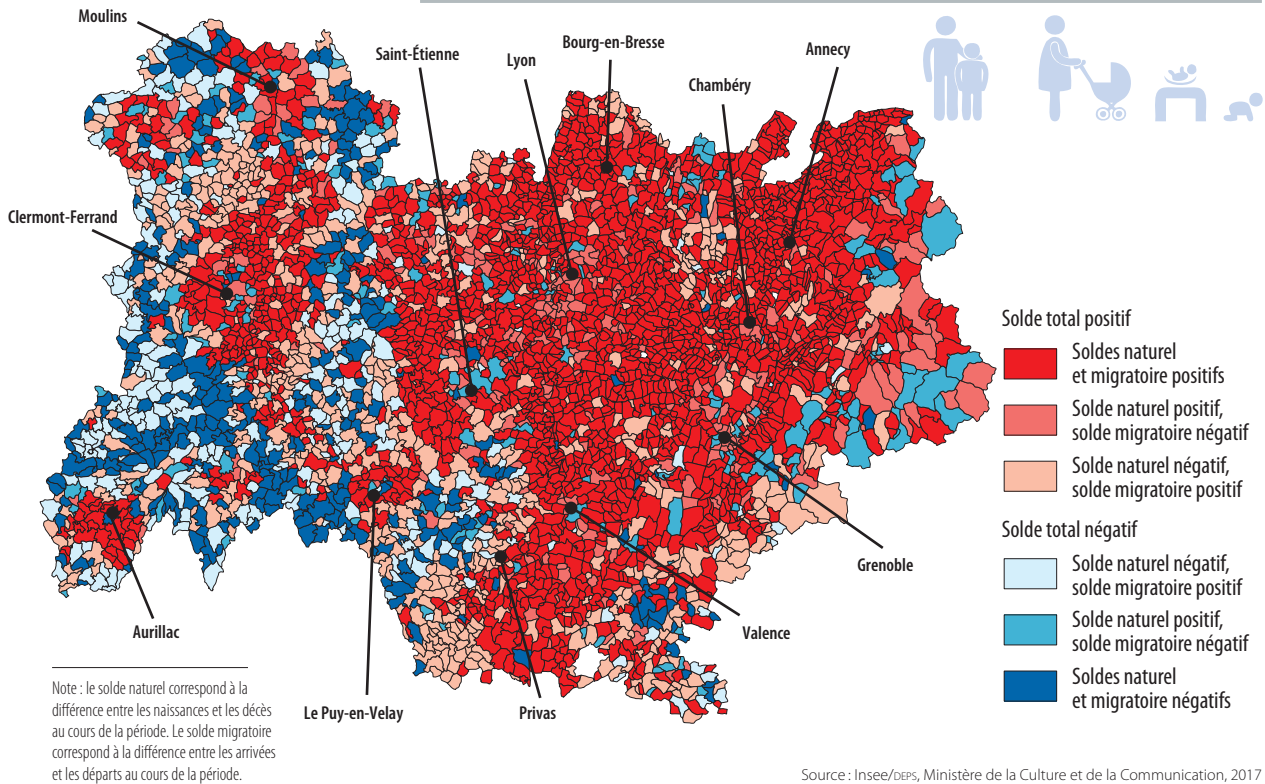 Moulins
Saint-Étienne
Lyon
Bourg-en-Bresse
Chambéry
Annecy
Clermont-Ferrand
Solde total positif
Soldes naturel
et migratoire positifs
Solde naturel positif,
solde migratoire négatif
Solde naturel négatif,
solde migratoire positif
Solde total négatif
Solde naturel négatif,
solde migratoire positif
Solde naturel positif,
solde migratoire négatif
Soldes naturel
et migratoire négatifs
Grenoble
Valence
Aurillac
Le Puy-en-Velay
Privas
Note : le solde naturel correspond à la
différence entre les naissances et les décès
au cours de la période. Le solde migratoire
correspond à la différence entre les arrivées
et les départs au cours de la période.
Source : Insee/DEPS, Ministère de la Culture et de la Communication, 2017